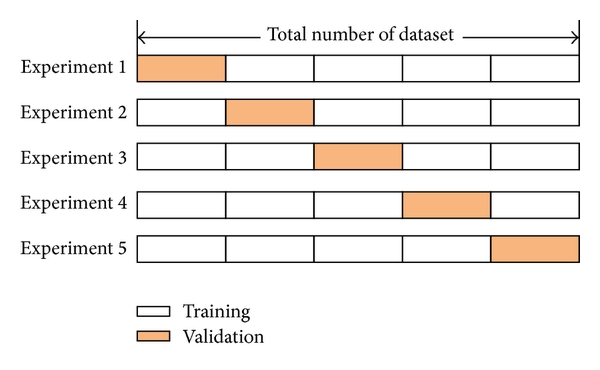 Total number of dataset
Experiment 1
Experiment 2
Experiment 3
Experiment 4
Experiment 5
Training
Validation